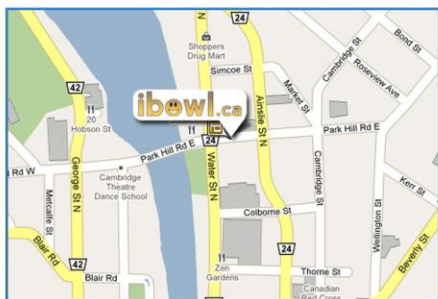 N
24
Shoppers
Drug Mart
Bond St
Cambridge St
Simcoe St
Roseview Ave
Market St
Ainslie St N
42
ibowl.ca
20
Hobson St
George St N
Park Hill Rd E
24
Park Hill Rd E
Rd W
Cambridge
Theatre
Dance School
Metcalfe St
Water St N
Cambridge St
Kerr St
Colborne St
Wellington St
Beverly St
Blair Rd
42
Blair Rd
24
Zen
Gardens
Thorne St
Canadian
Red Cross